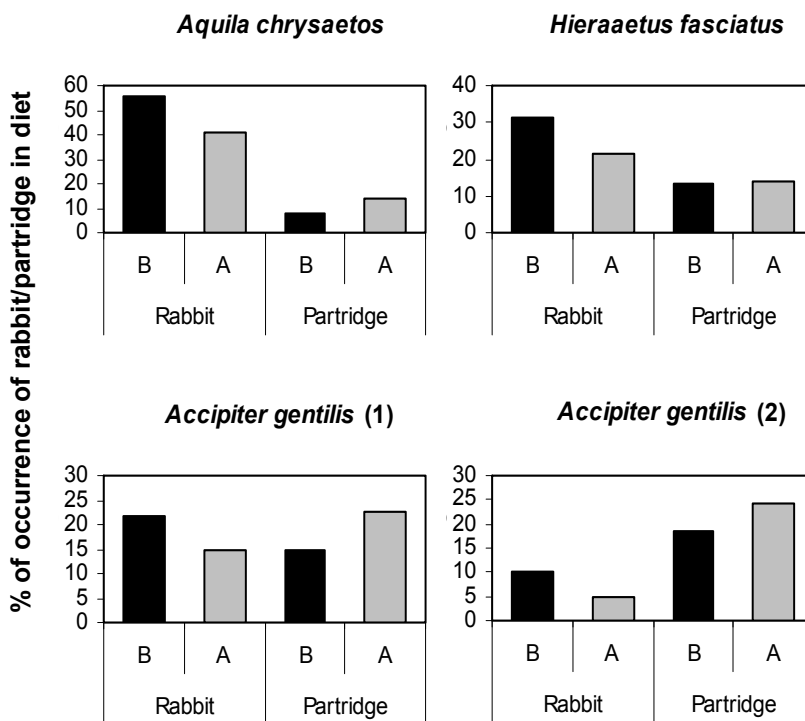 Aquila chrysaetos
Hieraaetus fasciatus
% of occurrence of rabbit/partridge in diet
60
50
40
30
20
10
0
B A B A
Rabbit Partridge
40
30
20
10
0
B A B A
Rabbit Partridge
Accipiter gentilis (1)
Accipiter gentilis (2)
30
25
20
15
10
5
0
B A B A
Rabbit Partridge
30
25
20
15
10
5
0
B A B A
Rabbit Partridge